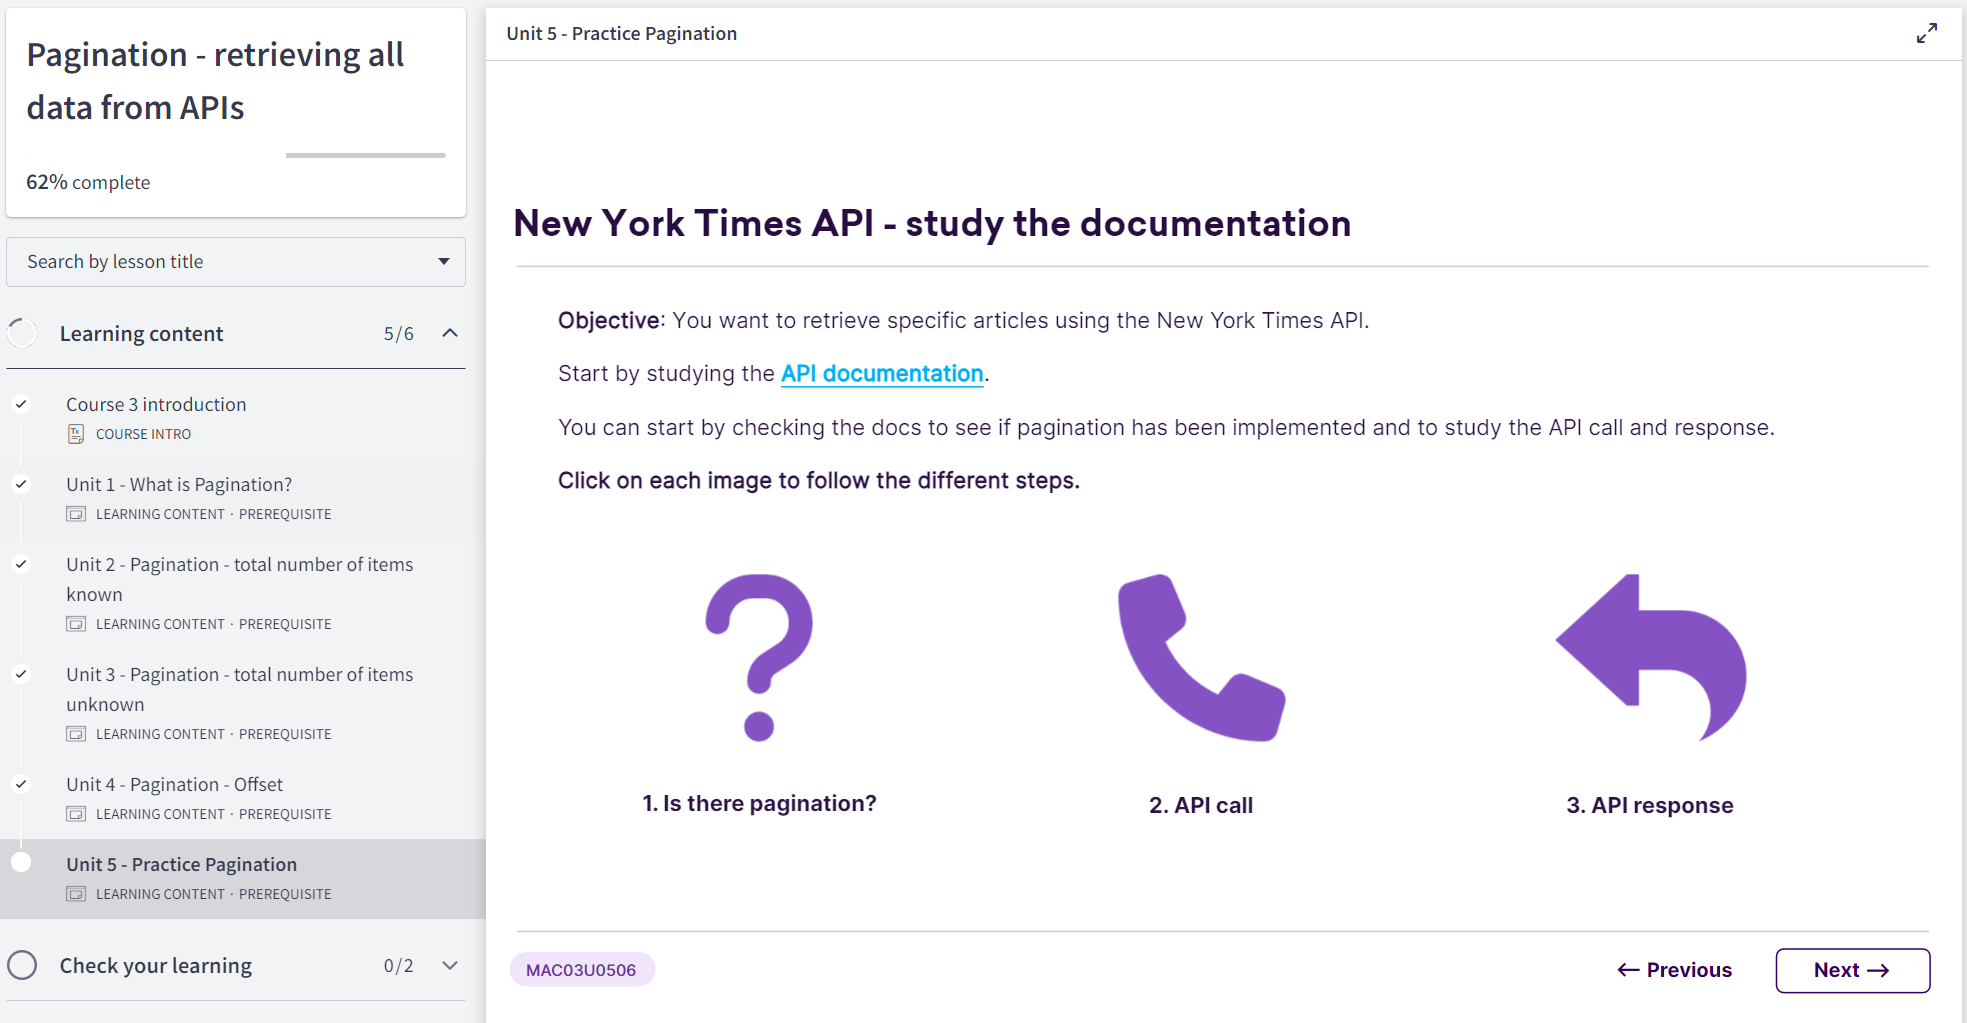 Pagination - retrieving all
data from APIs
62% complete
Search by lesson title
Learning content 5/6
Course 3 introduction
COURSE INTRO
Unit 1 - What is Pagination?
LEARNING CONTENT · PREREQUISITE
Unit 2 - Pagination - total number of items
known
LEARNING CONTENT · PREREQUISITE
Unit 3 - Pagination - total number of items
unknown
LEARNING CONTENT · PREREQUISITE
Unit 4 - Pagination - Offset
LEARNING CONTENT · PREREQUISITE
Unit 5 - Practice Pagination
LEARNING CONTENT · PREREQUISITE
Check your learning 0/2
Unit 5 - Practice Pagination
New York Times API - study the documentation
Objective: You want to retrieve specific articles using the New York Times API.
Start by studying the API documentation.
You can start by checking the docs to see if pagination has been implemented and to study the API call and response.
Click on each image to follow the different steps.
1. Is there pagination?
2. API call
3. API response
MAC03U0506
← Previous
Next →